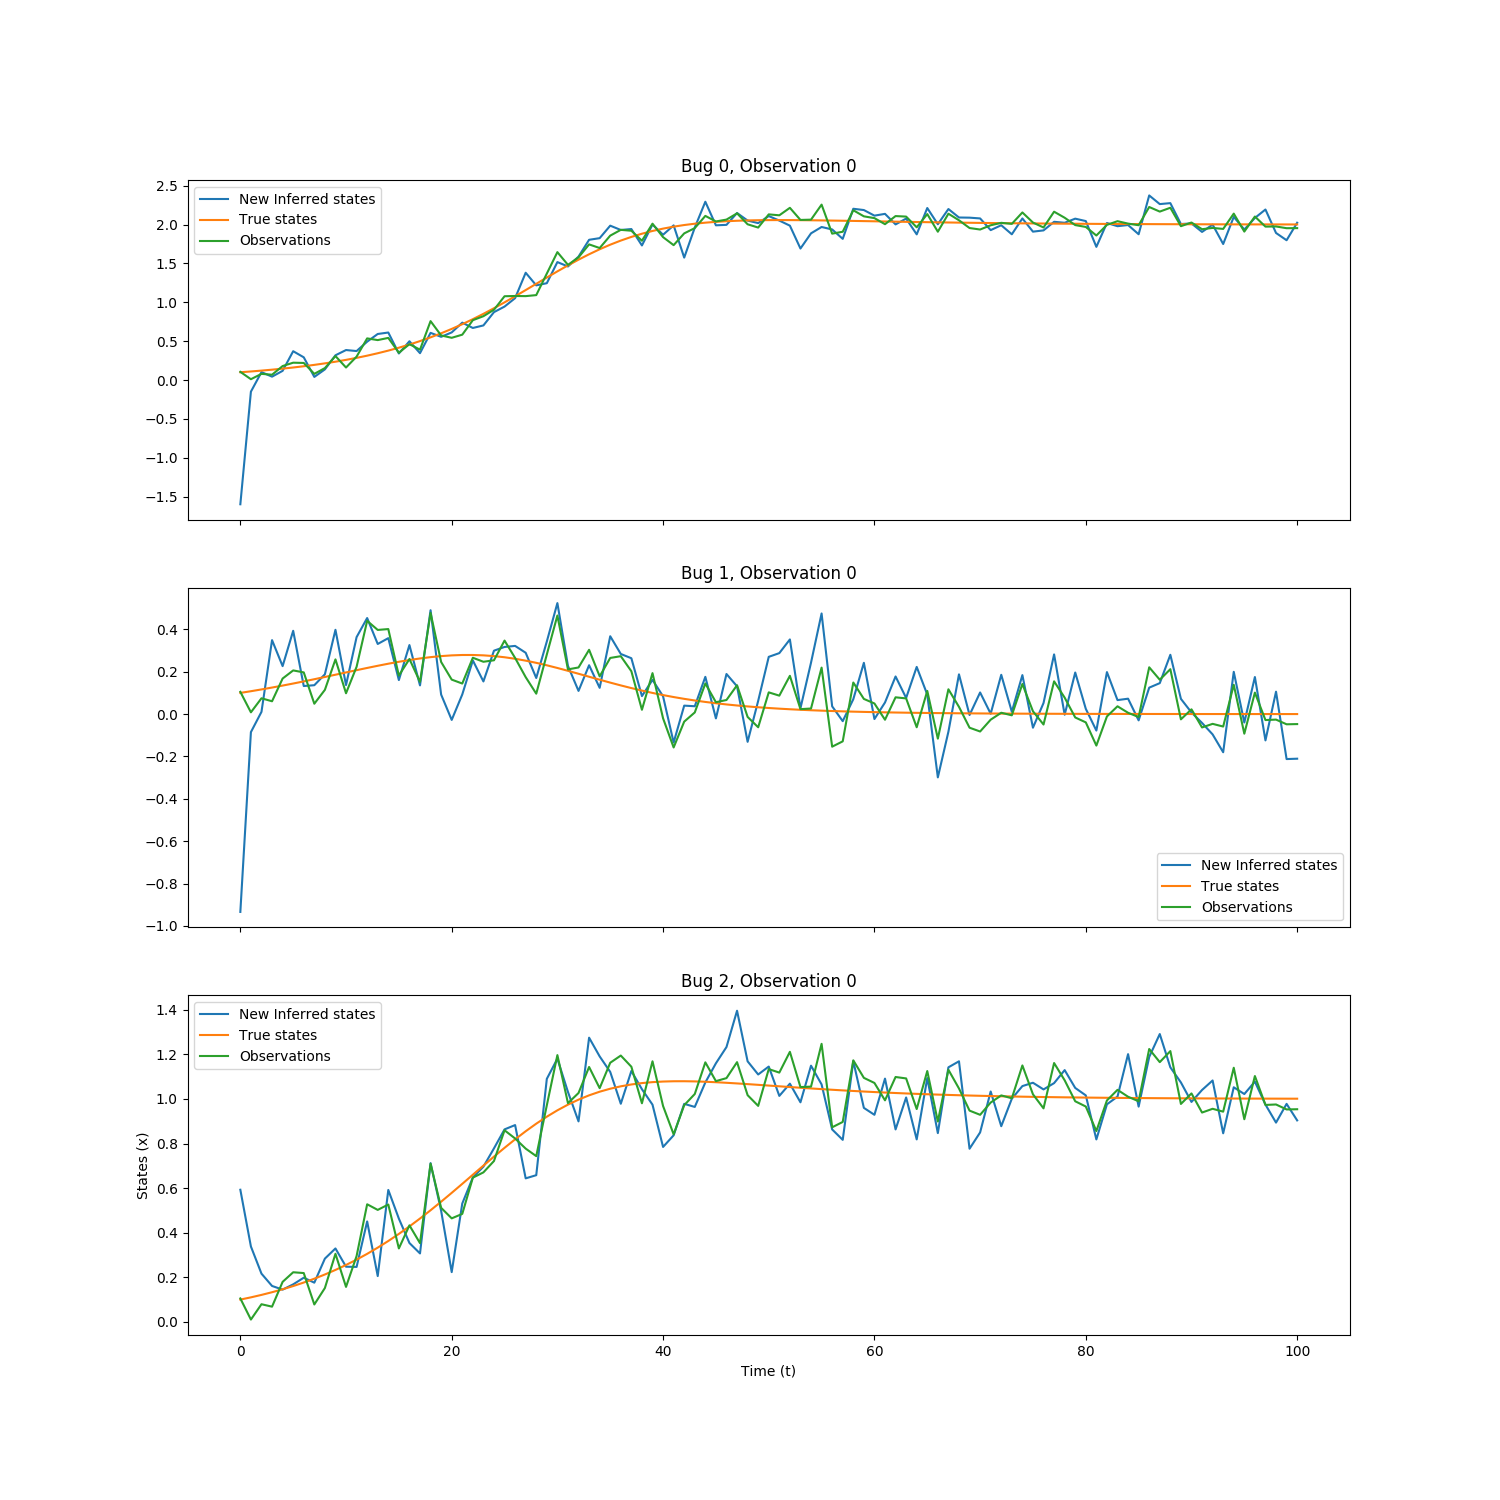 Bug 0, Observation 0
2.5
2.0
1.5
1.0
0.5
0.0
−0.5
−1.0
−1.5
New Inferred states
True states
Observations
Bug 1, Observation 0
0.4
0.2
0.0
−0.2
−0.4
−0.6
−0.8
−1.0
New Inferred states
True states
Observations
Bug 2, Observation 0
States (x)
1.4
1.2
1.0
0.8
0.6
0.4
0.2
0.0
New Inferred states
True states
Observations
0 20 40 60 80 100
Time (t)